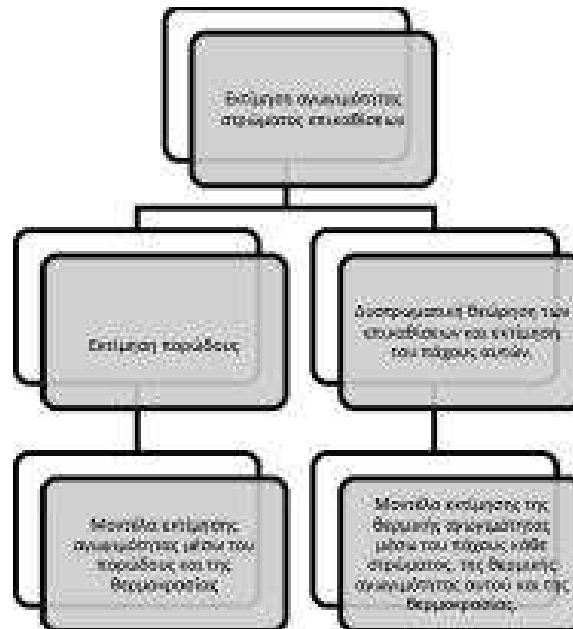 Εκτίμηση αγωγιμότητας
στρώματος επικαθίσεων
Εκτίμηση πορώδους
Διστρωματική θεώρηση των
επικαθίσεων και εκτίμηση
του πάχους αυτών.
Μοντέλα εκτίμησης
αγωγιμότητας μέσω του
πορώδους και της
θερμοκρασίας
Μοντέλα εκτίμησης της
θερμικής αγωγιμότητας
μέσω του πάχους κάθε
στρώματος, της θερμικής
αγωγιμότητας αυτού και της
θερμοκρασίας.